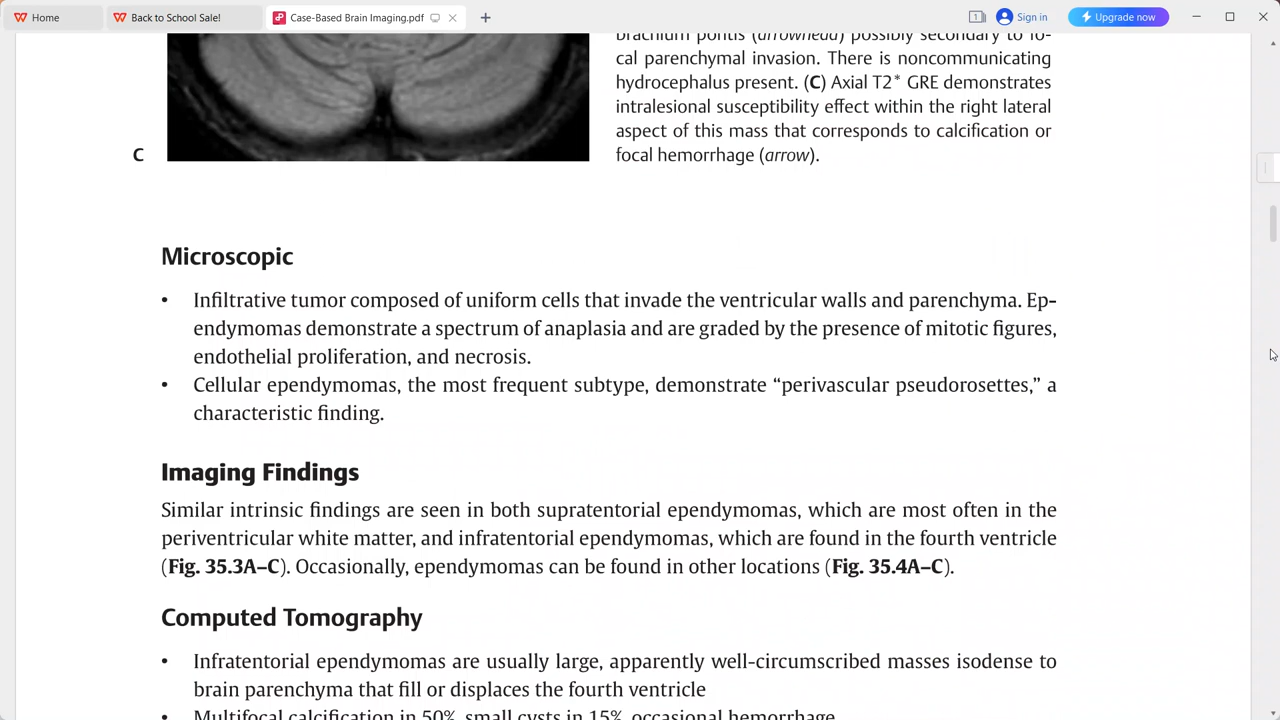 Home
Back to School Sale!
Case-Based Brain Imaging.pdf
1
Sign in
Upgrade now
brachium pontis (arrowhead) possibly secondary to fo-
cal parenchymal invasion. There is noncommunicating
hydrocephalus present. (C) Axial T2* GRE demonstrates
intralesional susceptibility effect within the right lateral
aspect of this mass that corresponds to calcification or
focal hemorrhage (arrow).
C
Microscopic
• Infiltrative tumor composed of uniform cells that invade the ventricular walls and parenchyma. Ep-
endymomas demonstrate a spectrum of anaplasia and are graded by the presence of mitotic figures,
endothelial proliferation, and necrosis.
• Cellular ependymomas, the most frequent subtype, demonstrate “perivascular pseudorosettes,” a
characteristic finding.
Imaging Findings
Similar intrinsic findings are seen in both supratentorial ependymomas, which are most often in the
periventricular white matter, and infratentorial ependymomas, which are found in the fourth ventricle
(Fig. 35.3A–C). Occasionally, ependymomas can be found in other locations (Fig. 35.4A–C).
Computed Tomography
• Infratentorial ependymomas are usually large, apparently well-circumscribed masses isodense to
brain parenchyma that fill or displaces the fourth ventricle
• Multifocal calcification in 50%, small cysts in 15%, occasional hemorrhage